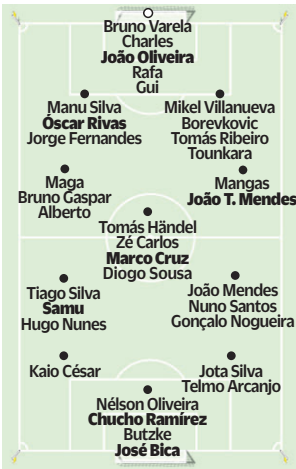 Bruno Varela
Charles
João Oliveira
Rafa
Gui
Manu Silva
Óscar Rivas
Jorge Fernandes
Mikel Villanueva
Borevkovic
Tomás Ribeiro
Tounkara
Maga
Bruno Gaspar
Alberto
Mangas
João T. Mendes
Tomás Händel
Zé Carlos
Marco Cruz
Diogo Sousa
Tiago Silva
Samu
Hugo Nunes
João Mendes
Nuno Santos
Gonçalo Nogueira
Kaio César
Jota Silva
Telmo Arcanjo
Nélson Oliveira
Chucho Ramírez
Butzke
José Bica